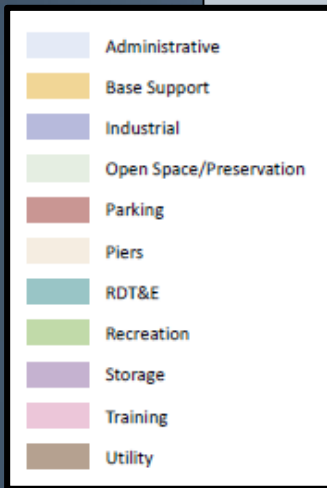 Administrative
Base Support
Industrial
Open Space/Preservation
Parking
Piers
RDT&E
Recreation
Storage
Training
Utility